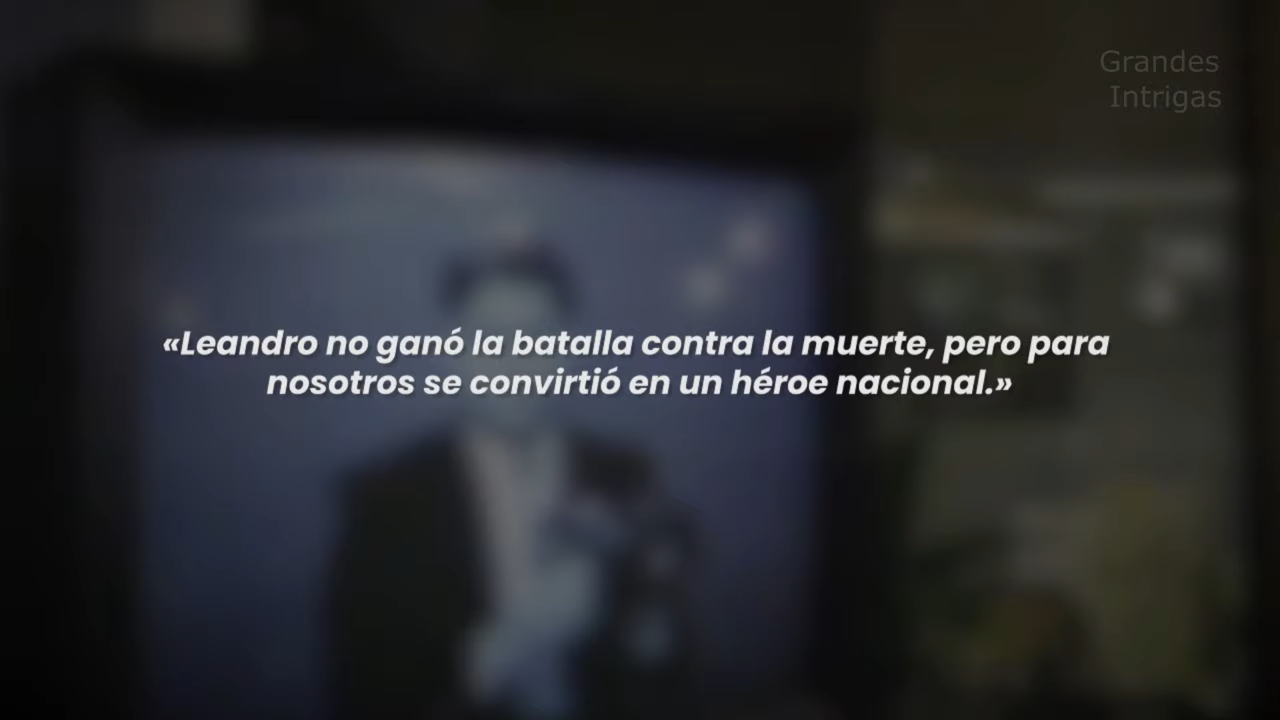 Grandes
Intrigas
«Leandro no ganó la batalla contra la muerte, pero para
nosotros se convirtió en un héroe nacional.»